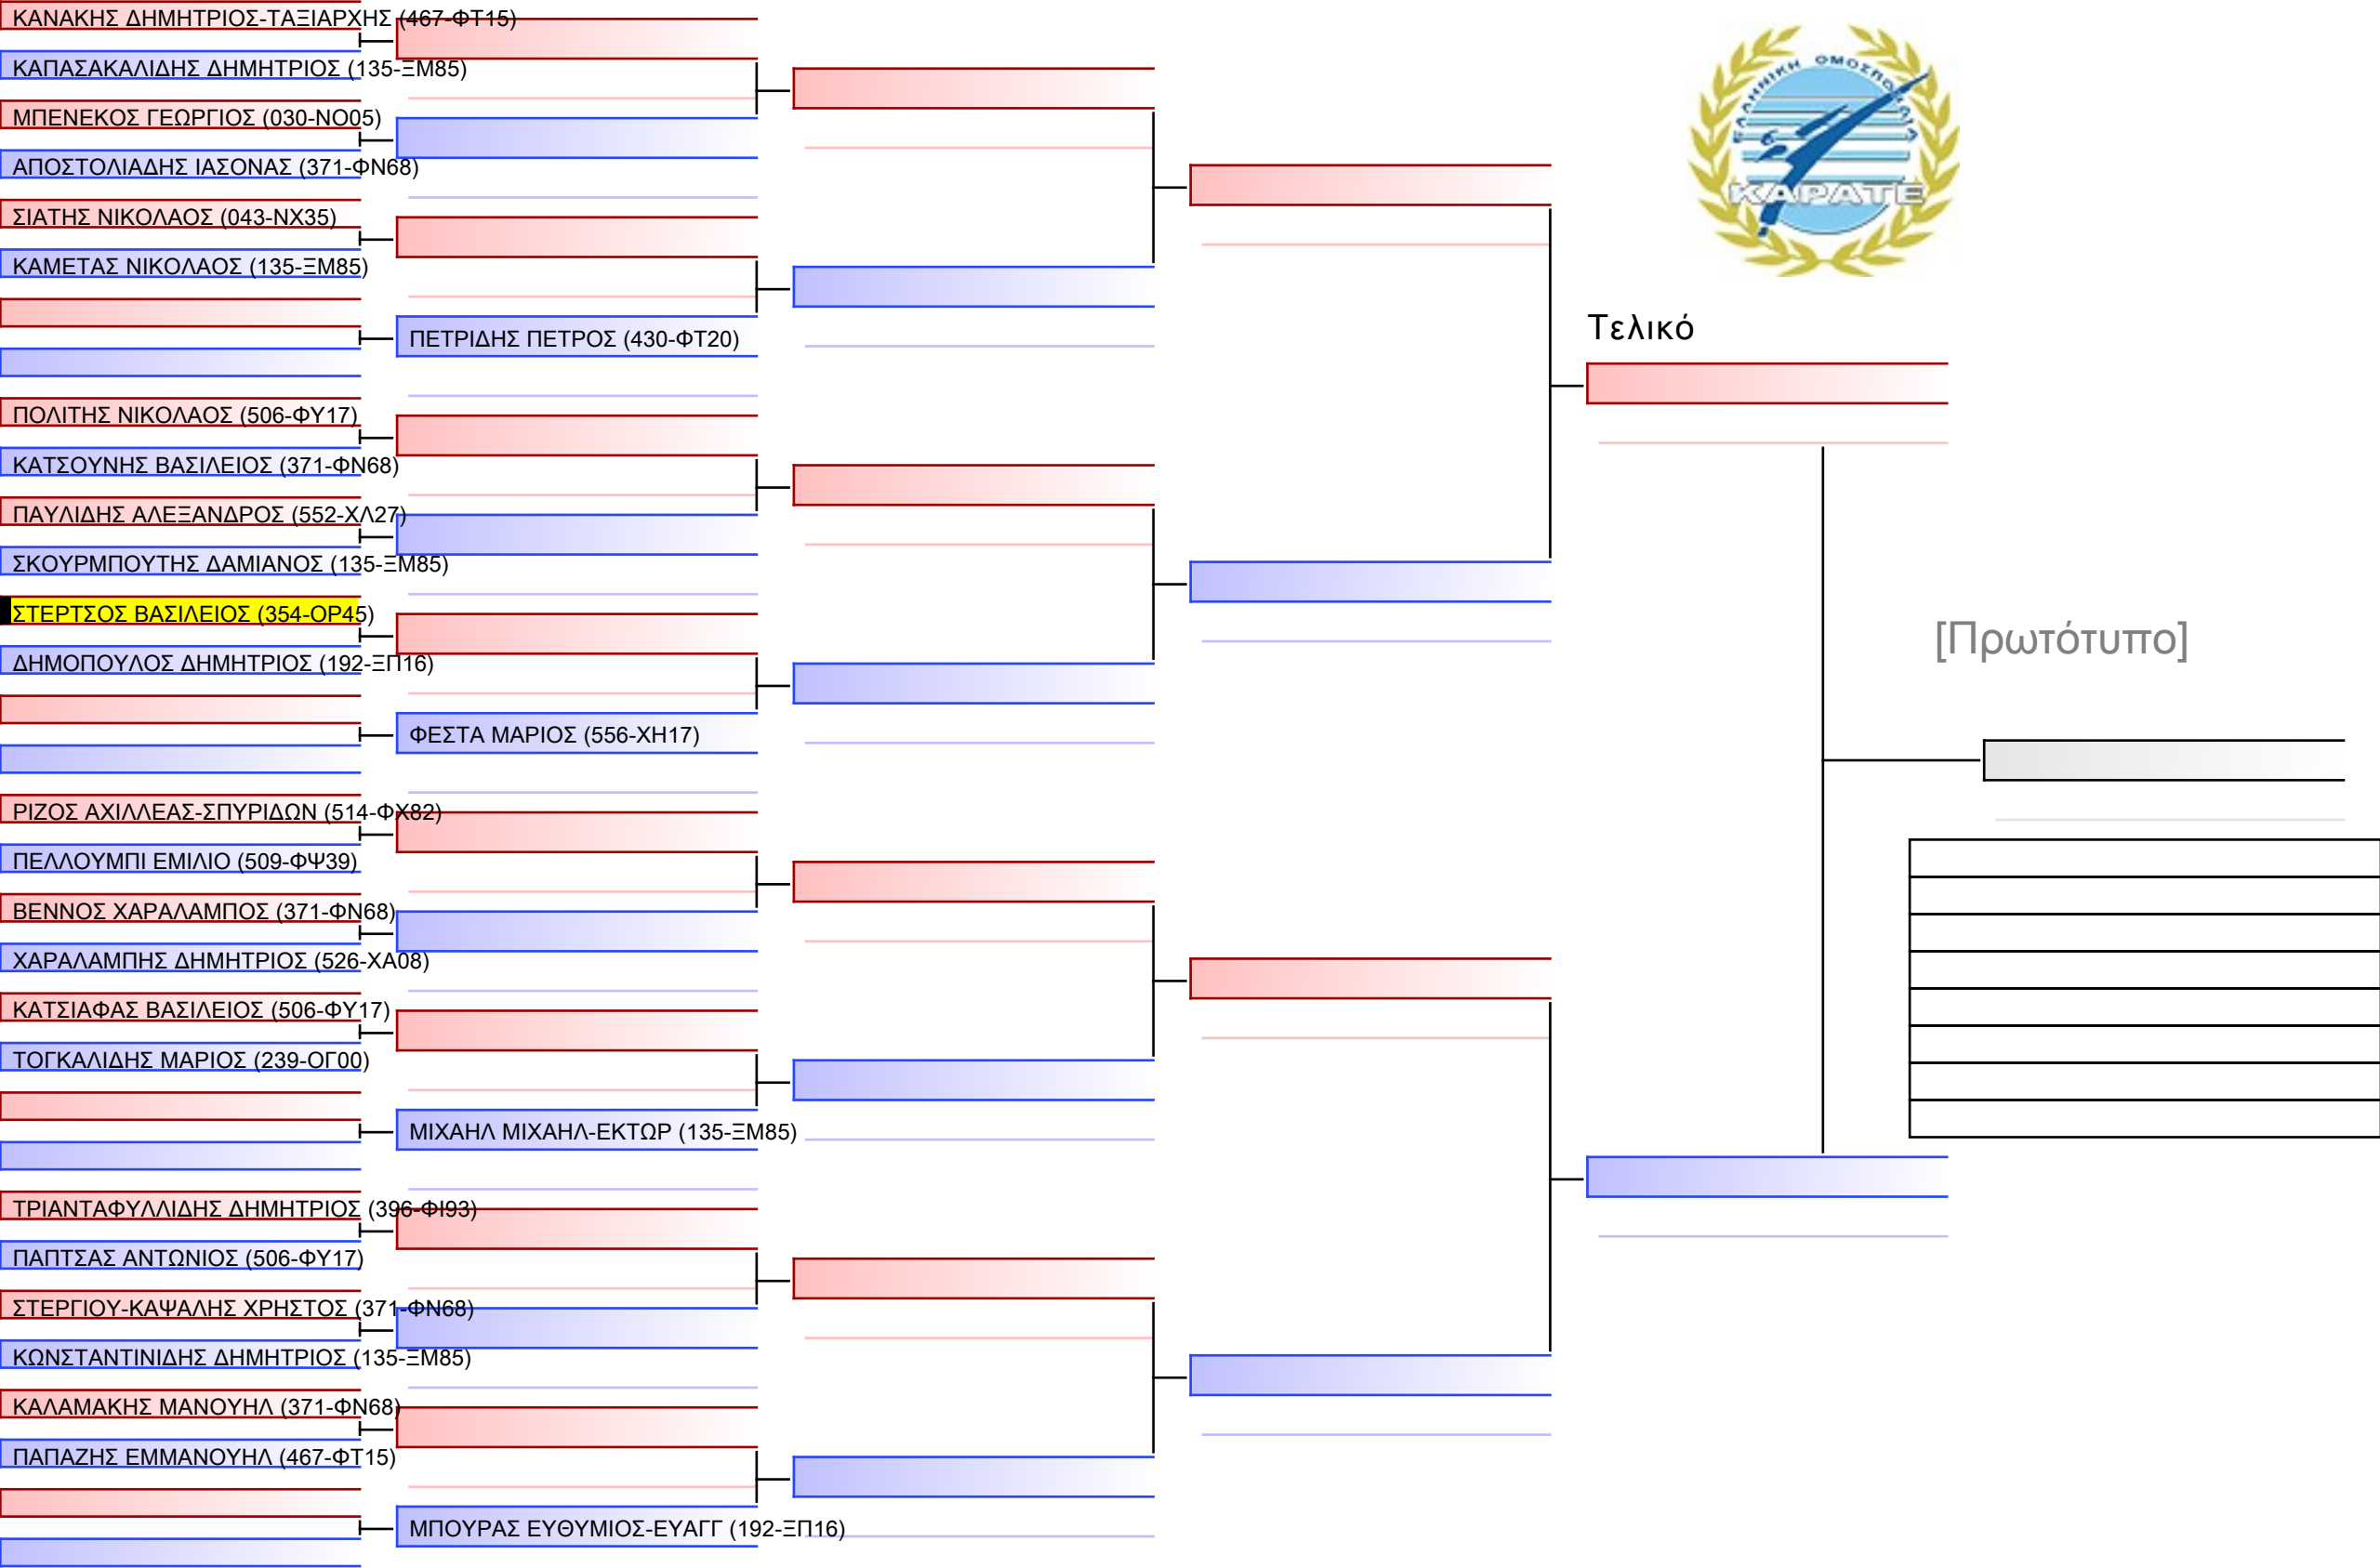 ΚΑΝΑΚΗΣ ΔΗΜΗΤΡΙΟΣ-ΤΑΞΙΑΡΧΗΣ (467-ΦΤ15)
ΚΑΠΑΣΑΚΑΛΙΔΗΣ ΔΗΜΗΤΡΙΟΣ (135-ΞΜ85)
ΜΠΕΝΕΚΟΣ ΓΕΩΡΓΙΟΣ (030-ΝΟ05)
ΑΠΟΣΤΟΛΙΑΔΗΣ ΙΑΣΟΝΑΣ (371-ΦΝ68)
ΣΙΑΤΗΣ ΝΙΚΟΛΑΟΣ (043-ΝΧ35)
ΚΑΜΕΤΑΣ ΝΙΚΟΛΑΟΣ (135-ΞΜ85)
ΠΕΤΡΙΔΗΣ ΠΕΤΡΟΣ (430-ΦΤ20)
ΠΟΛΙΤΗΣ ΝΙΚΟΛΑΟΣ (506-ΦΥ17)
ΚΑΤΣΟΥΝΗΣ ΒΑΣΙΛΕΙΟΣ (371-ΦΝ68)
ΠΑΥΛΙΔΗΣ ΑΛΕΞΑΝΔΡΟΣ (552-ΧΛ27)
ΣΚΟΥΡΜΠΟΥΤΗΣ ΔΑΜΙΑΝΟΣ (135-ΞΜ85)
ΣΤΕΡΤΣΟΣ ΒΑΣΙΛΕΙΟΣ (354-ΟΡ45)
ΔΗΜΟΠΟΥΛΟΣ ΔΗΜΗΤΡΙΟΣ (192-ΞΠ16)
ΦΕΣΤΑ ΜΑΡΙΟΣ (556-ΧΗ17)
ΡΙΖΟΣ ΑΧΙΛΛΕΑΣ-ΣΠΥΡΙΔΩΝ (514-ΦΧ82)
ΠΕΛΛΟΥΜΠΙ ΕΜΙΛΙΟ (509-ΦΨ39)
ΒΕΝΝΟΣ ΧΑΡΑΛΑΜΠΟΣ (371-ΦΝ68)
ΧΑΡΑΛΑΜΠΗΣ ΔΗΜΗΤΡΙΟΣ (526-ΧΑ08)
ΚΑΤΣΙΑΦΑΣ ΒΑΣΙΛΕΙΟΣ (506-ΦΥ17)
ΤΟΓΚΑΛΙΔΗΣ ΜΑΡΙΟΣ (239-ΟΓ00)
ΜΙΧΑΗΛ ΜΙΧΑΗΛ-ΕΚΤΩΡ (135-ΞΜ85)
ΤΡΙΑΝΤΑΦΥΛΛΙΔΗΣ ΔΗΜΗΤΡΙΟΣ (396-ΦΙ93)
ΠΑΠΤΣΑΣ ΑΝΤΩΝΙΟΣ (506-ΦΥ17)
ΣΤΕΡΓΙΟΥ-ΚΑΨΑΛΗΣ ΧΡΗΣΤΟΣ (371-ΦΝ68)
ΚΩΝΣΤΑΝΤΙΝΙΔΗΣ ΔΗΜΗΤΡΙΟΣ (135-ΞΜ85)
ΚΑΛΑΜΑΚΗΣ ΜΑΝΟΥΗΛ (371-ΦΝ68)
ΠΑΠΑΖΗΣ ΕΜΜΑΝΟΥΗΛ (467-ΦΤ15)
ΜΠΟΥΡΑΣ ΕΥΘΥΜΙΟΣ-ΕΥΑΓΓ (192-ΞΠ16)
ΕΛΛΗΝΙΚΗ ΟΜΟΣΠΟΝΔΙΑ
ΚΑΡΑΤΕ
Τελικό
[Πρωτότυπο]